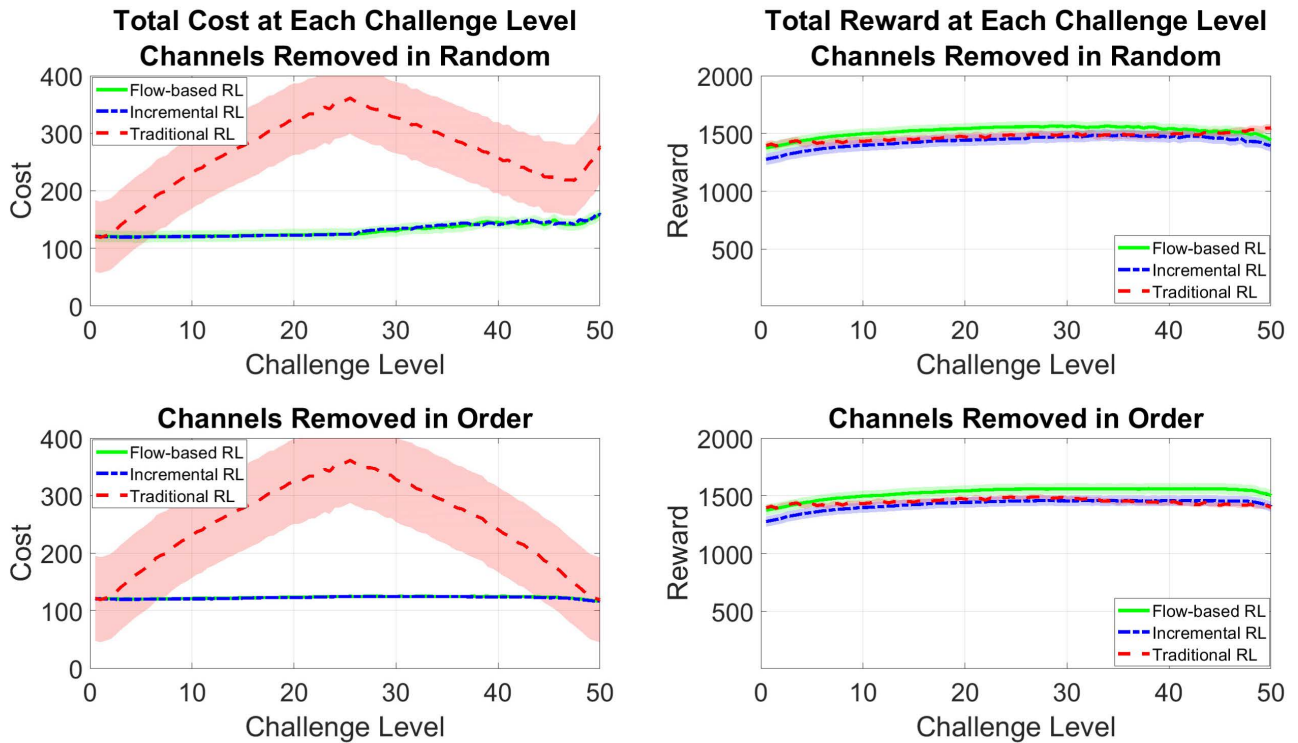 Total Cost at Each Challenge Level
Channels Removed in Random
400
300
200
100
0
Cost
Flow-based RL
Incremental RL
Traditional RL
0 10 20 30 40 50
Challenge Level
Total Reward at Each Challenge Level
Channels Removed in Random
2000
1500
1000
500
Reward
Flow-based RL
Incremental RL
Traditional RL
0 10 20 30 40 50
Challenge Level
Channels Removed in Order
400
300
200
100
0
Cost
Flow-based RL
Incremental RL
Traditional RL
0 10 20 30 40 50
Challenge Level
Channels Removed in Order
2000
1500
1000
500
Reward
Flow-based RL
Incremental RL
Traditional RL
0 10 20 30 40 50
Challenge Level